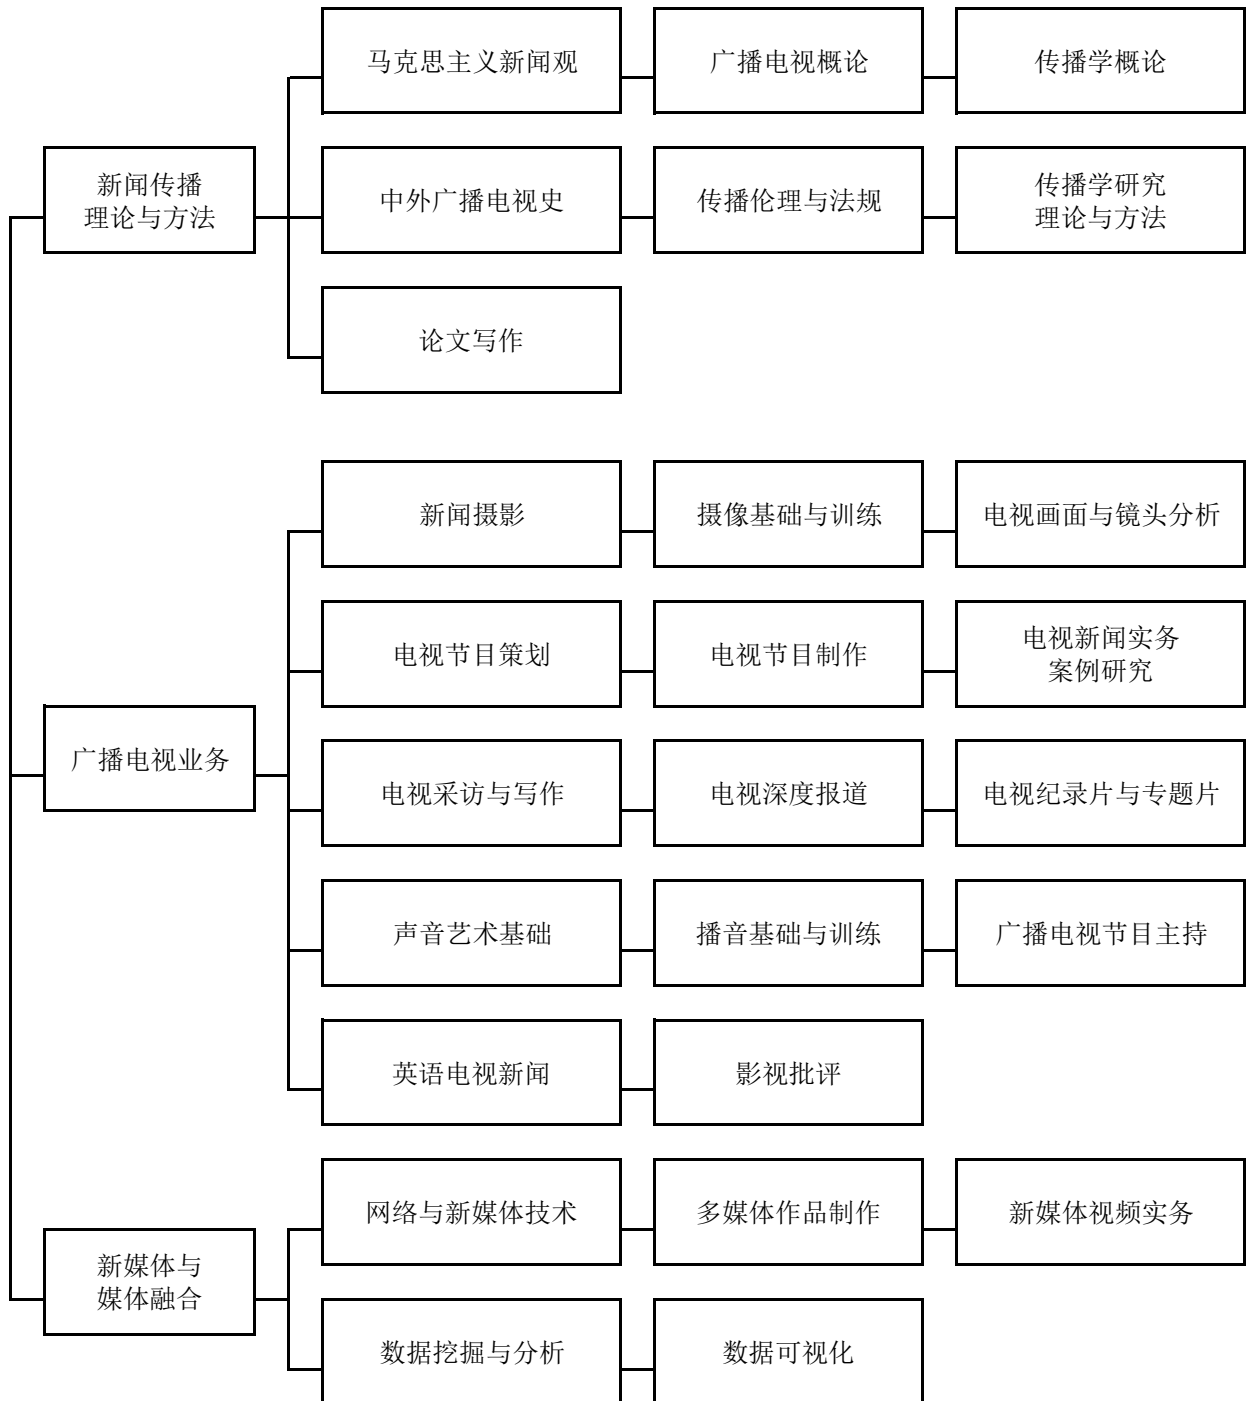 马克思主义新闻观
广播电视概论
传播学概论
新闻传播
理论与方法
中外广播电视史
传播伦理与法规
传播学研究
理论与方法
论文写作
新闻摄影
摄像基础与训练
电视画面与镜头分析
电视节目策划
电视节目制作
电视新闻实务
案例研究
广播电视业务
电视采访与写作
电视深度报道
电视纪录片与专题片
声音艺术基础
播音基础与训练
广播电视节目主持
英语电视新闻
影视批评
网络与新媒体技术
多媒体作品制作
新媒体视频实务
新媒体与
媒体融合
数据挖掘与分析
数据可视化